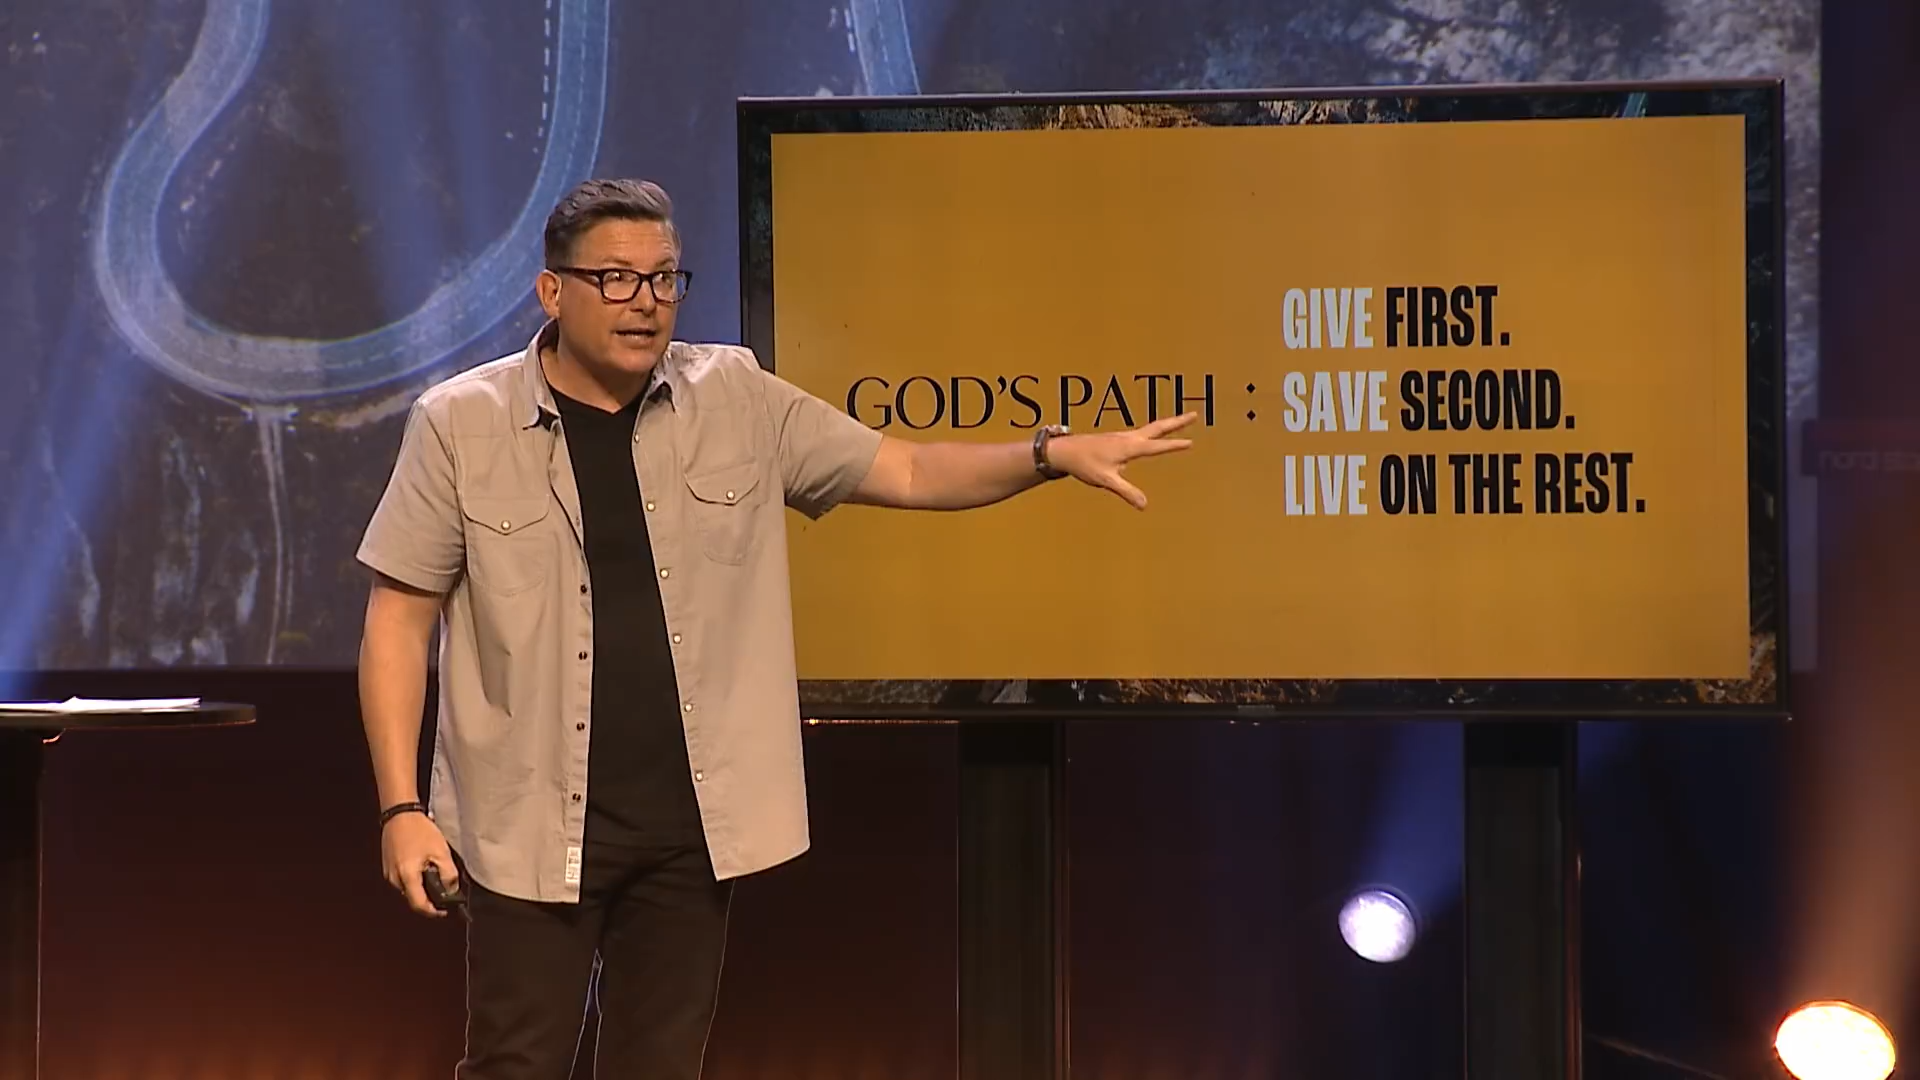 GOD'S PATH :
GIVE FIRST.
SAVE SECOND.
LIVE ON THE REST.